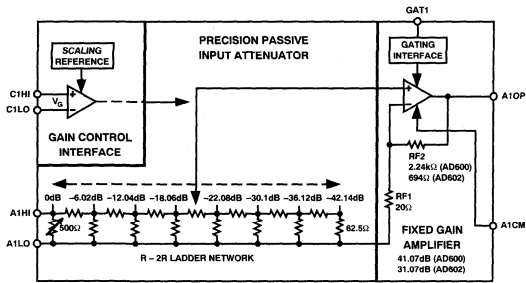 GAT1
SCALING
REFERENCE
PRECISION PASSIVE
INPUT ATTENUATOR
GATING
INTERFACE
C1HI
C1LO
VG
+
−
GAIN CONTROL
INTERFACE
+
−
A1OP
RF2
2.24kΩ (AD600)
694Ω (AD602)
0dB −6.02dB −12.04dB −18.06dB −22.08dB −30.1dB −36.12dB −42.14dB
RF1
20Ω
A1HI
A1LO
500Ω
62.5Ω
A1CM
R – 2R LADDER NETWORK
FIXED GAIN
AMPLIFIER
41.07dB (AD600)
31.07dB (AD602)